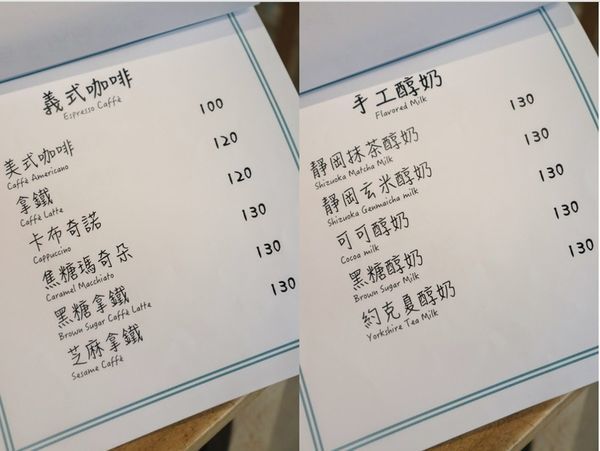 義式咖啡
Espresso Caffè
美式咖啡 100
Caffè Americano
拿鐵 120
Caffè Latte
卡布奇諾 120
Cappuccino
焦糖瑪奇朵 130
Caramel Macchiato
黑糖拿鐵 130
Brown Sugar Caffè Latte
芝麻拿鐵 130
Sesame Caffè
手工醇奶
Flavored Milk
靜岡抹茶醇奶 130
Shizuoka Matcha Milk
靜岡玄米醇奶 130
Shizuoka Genmaicha milk
可可醇奶 130
Cocoa milk
黑糖醇奶 130
Brown Sugar Milk
約克夏醇奶 130
Yorkshire Tea Milk